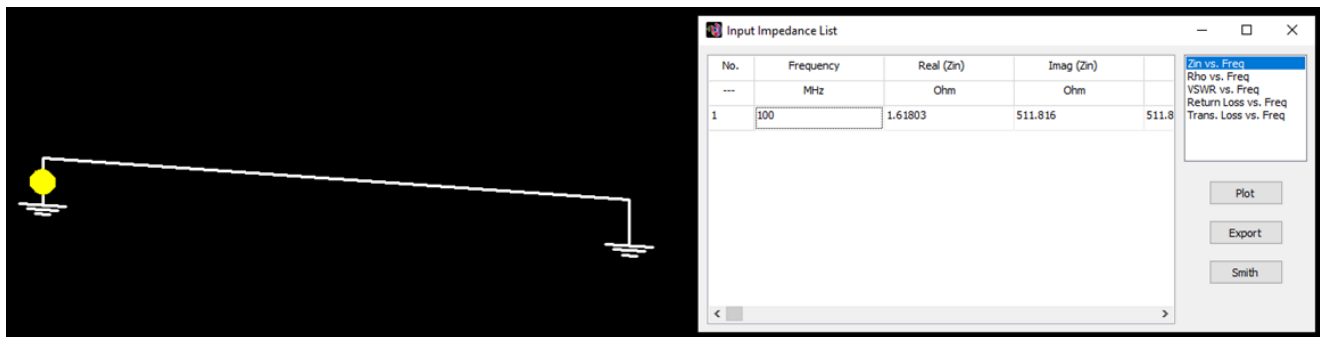 Input Impedance List
No. Frequency Real (Zin) Imag (Zin)
--- MHz Ohm Ohm
1 100 1.61803 511.816 511.8
Zin vs. Freq
Rho vs. Freq
VSWR vs. Freq
Return Loss vs. Freq
Trans. Loss vs. Freq
Plot
Export
Smith